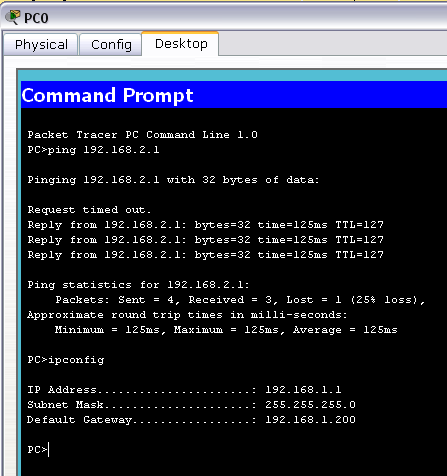 PC0
Physical Config Desktop
Command Prompt
Packet Tracer PC Command Line 1.0
PC>ping 192.168.2.1
Pinging 192.168.2.1 with 32 bytes of data:
Request timed out.
Reply from 192.168.2.1: bytes=32 time=125ms TTL=127
Reply from 192.168.2.1: bytes=32 time=125ms TTL=127
Reply from 192.168.2.1: bytes=32 time=125ms TTL=127
Ping statistics for 192.168.2.1:
Packets: Sent = 4, Received = 3, Lost = 1 (25% loss),
Approximate round trip times in milli-seconds:
Minimum = 125ms, Maximum = 125ms, Average = 125ms
PC>ipconfig
IP Address......................: 192.168.1.1
Subnet Mask.....................: 255.255.255.0
Default Gateway.................: 192.168.1.200
PC>